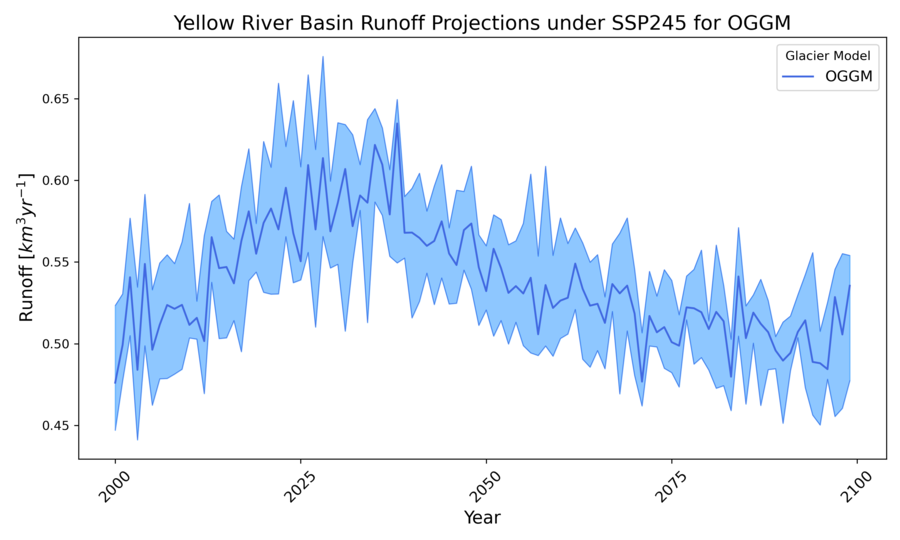 Yellow River Basin Runoff Projections under SSP245 for OGGM
Glacier Model
OGGM
Runoff [km³yr⁻¹]
0.65
0.60
0.55
0.50
0.45
2000
2025
2050
2075
2100
Year